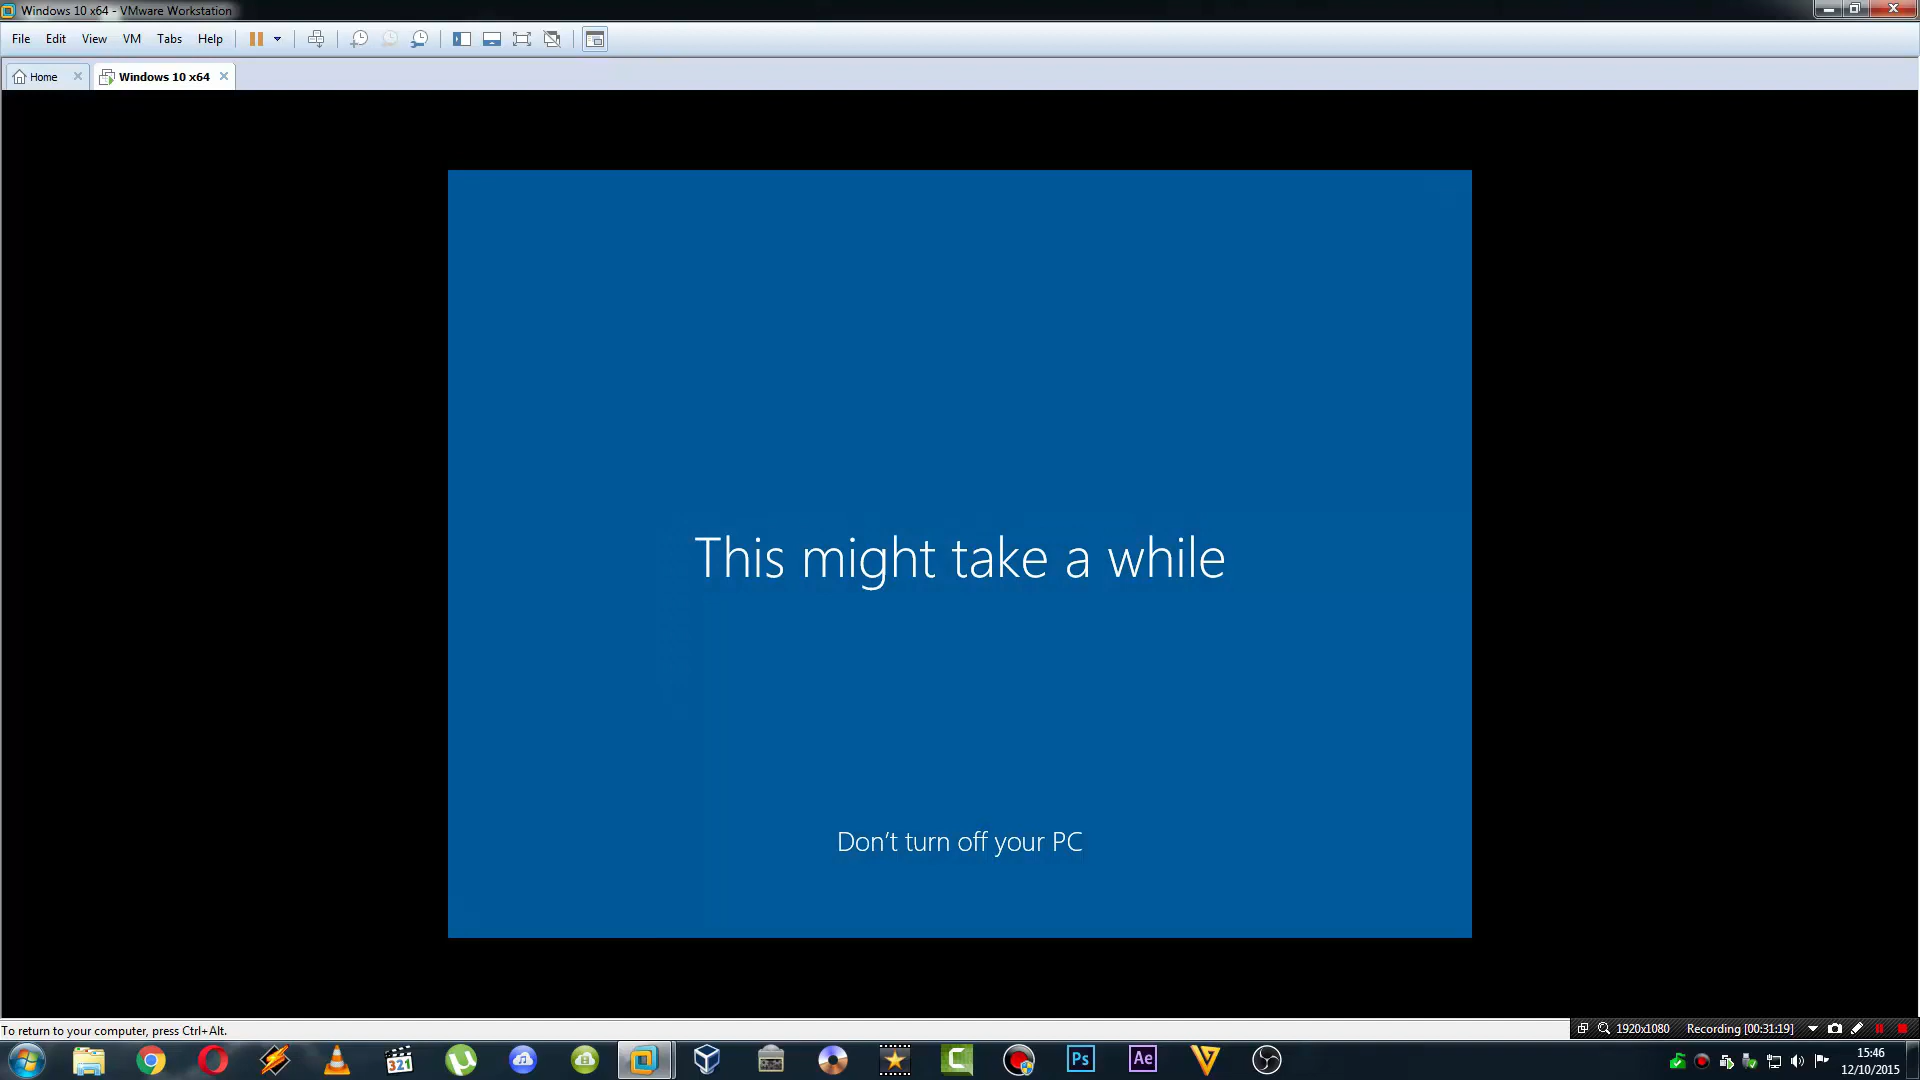 Windows 10 x64 - VMware Workstation
File Edit View VM Tabs Help
Home Windows 10 x64
This might take a while
Don't turn off your PC
To return to your computer, press Ctrl+Alt.
1920x1080 Recording [00:31:19]
321
Ps Ae
15:46
12/10/2015